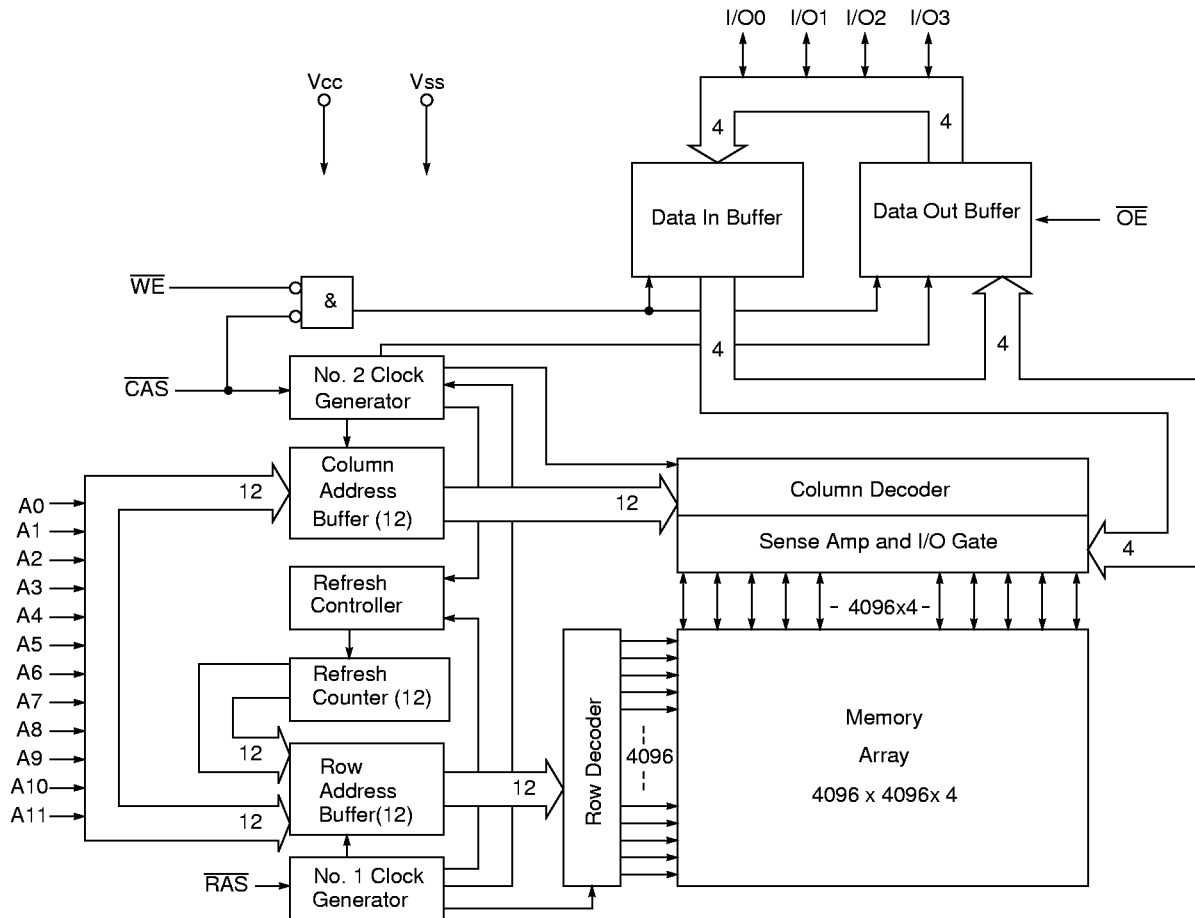 I/O0 I/O1 I/O2 I/O3
Vcc
Vss
4
4
Data In Buffer
Data Out Buffer
OE
WE
&
4
4
CAS
No. 2 Clock
Generator
Column
Address
Buffer (12)
12
12
Column Decoder
Sense Amp and I/O Gate
4
A0
A1
A2
A3
A4
A5
A6
A7
A8
A9
A10
A11
Refresh
Controller
- 4096x4 -
Refresh
Counter (12)
12
Row
Address
Buffer(12)
12
12
Row Decoder
4096
Memory
Array
4096 x 4096x 4
RAS
No. 1 Clock
Generator